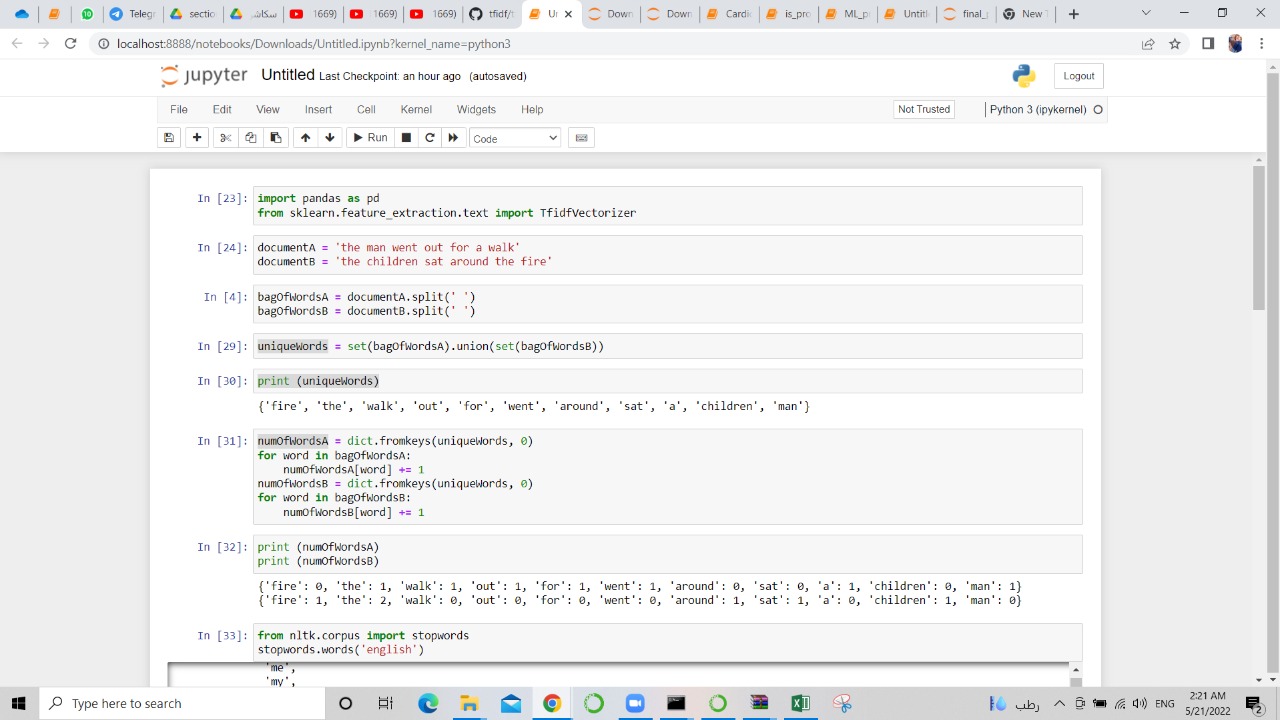 Telegr
sectio
سكاش
1669)
1669)
1669)
tfidf/t
Ur
Down
Down
Cardio
is_pro
ML_p
Untitl
final_
New T
localhost:8888/notebooks/Downloads/Untitled.ipynb?kernel_name=python3
jupyter Untitled Last Checkpoint: an hour ago (autosaved)
Logout
File Edit View Insert Cell Kernel Widgets Help
Not Trusted
Python 3 (ipykernel)
Run
Code
In [23]: import pandas as pd
from sklearn.feature_extraction.text import TfidfVectorizer
In [24]: documentA = 'the man went out for a walk'
documentB = 'the children sat around the fire'
In [4]: bagOfWordsA = documentA.split(' ')
bagOfWordsB = documentB.split(' ')
In [29]: uniqueWords = set(bagOfWordsA).union(set(bagOfWordsB))
In [30]: print (uniqueWords)
{'fire', 'the', 'walk', 'out', 'for', 'went', 'around', 'sat', 'a', 'children', 'man'}
In [31]: numOfWordsA = dict.fromkeys(uniqueWords, 0)
for word in bagOfWordsA:
numOfWordsA[word] += 1
numOfWordsB = dict.fromkeys(uniqueWords, 0)
for word in bagOfWordsB:
numOfWordsB[word] += 1
In [32]: print (numOfWordsA)
print (numOfWordsB)
{'fire': 0, 'the': 1, 'walk': 1, 'out': 1, 'for': 1, 'went': 1, 'around': 0, 'sat': 0, 'a': 1, 'children': 0, 'man': 1}
{'fire': 1, 'the': 2, 'walk': 0, 'out': 0, 'for': 0, 'went': 0, 'around': 1, 'sat': 1, 'a': 0, 'children': 1, 'man': 0}
In [33]: from nltk.corpus import stopwords
stopwords.words('english')
'me',
'my',
Type here to search
رطب
ENG
2:21 AM
5/21/2022
2